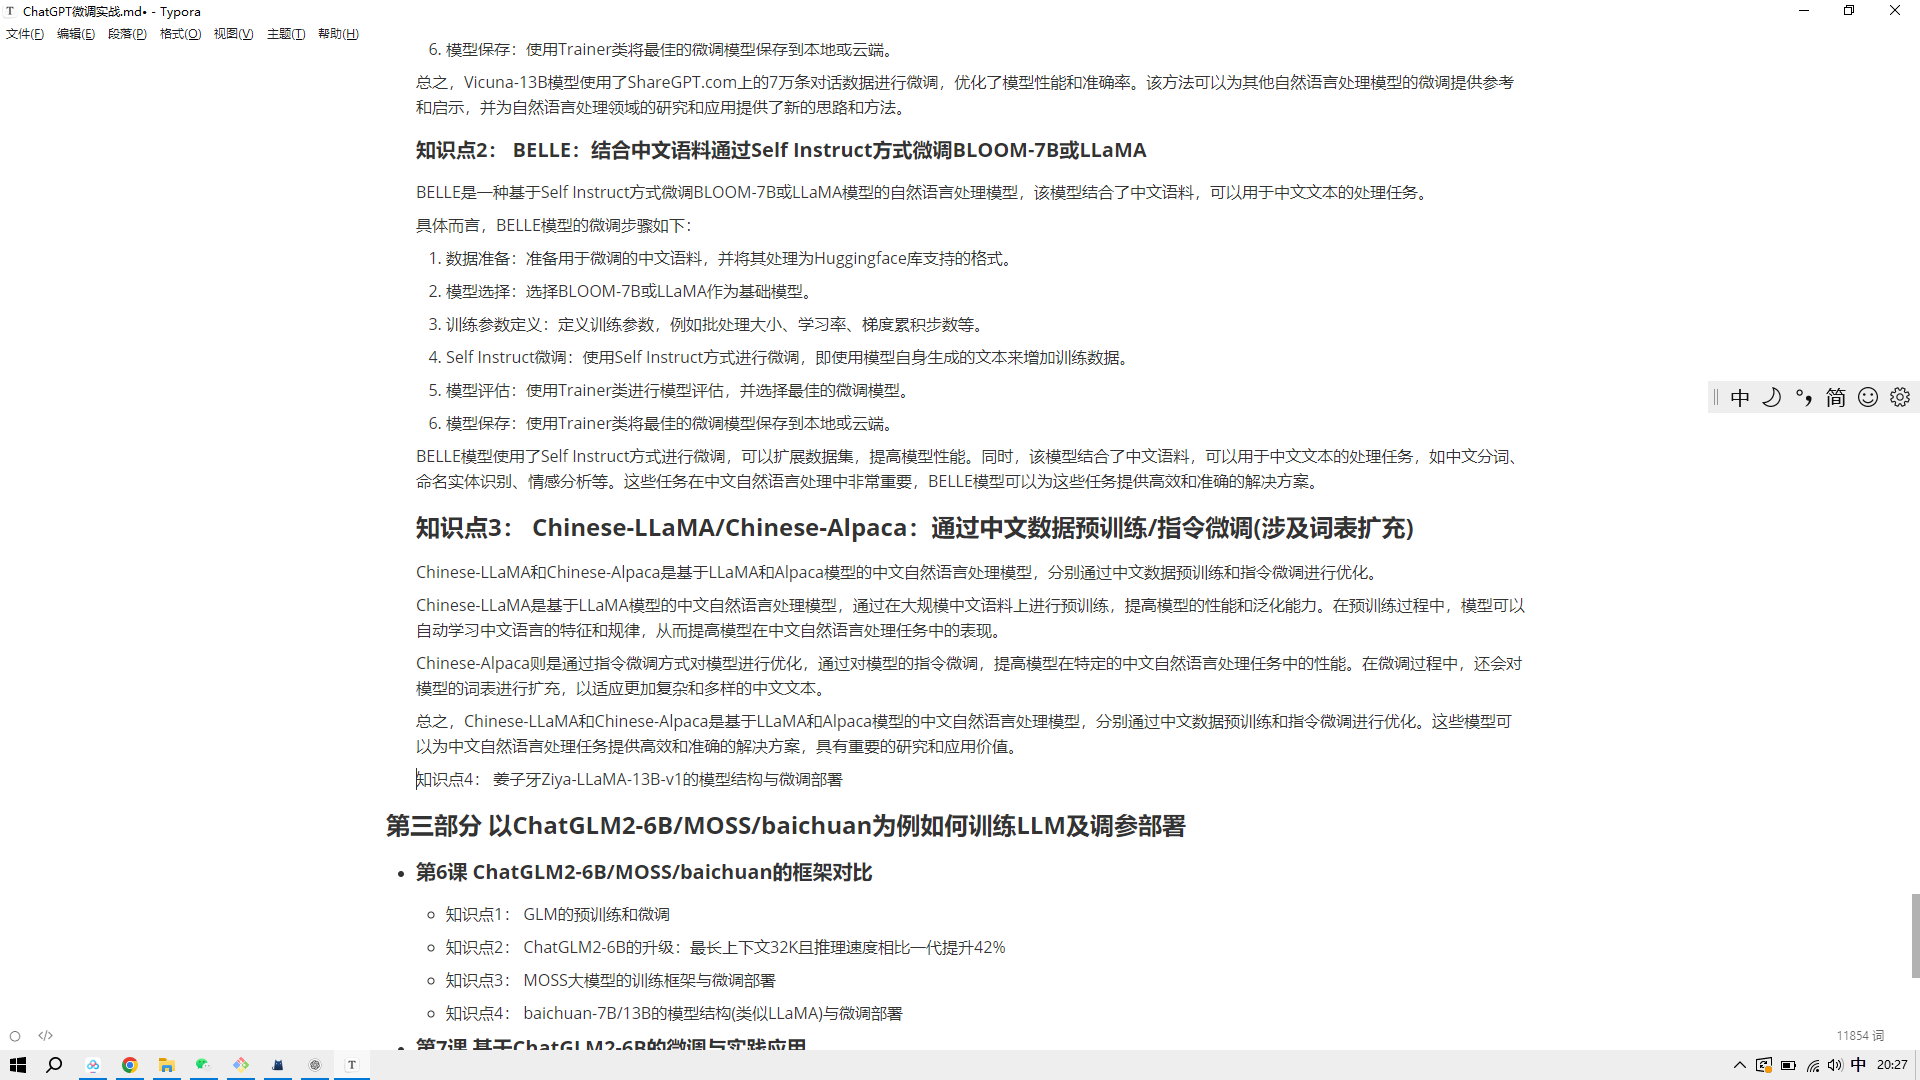 T ChatGPT微调实战.md• - Typora
文件(F) 编辑(E) 段落(P) 格式(O) 视图(V) 主题(T) 帮助(H)
6. 模型保存：使用Trainer类将最佳的微调模型保存到本地或云端。
总之，Vicuna-13B模型使用了ShareGPT.com上的7万条对话数据进行微调，优化了模型性能和准确率。该方法可以为其他自然语言处理模型的微调提供参考
和启示，并为自然语言处理领域的研究和应用提供了新的思路和方法。
知识点2： BELLE：结合中文语料通过Self Instruct方式微调BLOOM-7B或LLaMA
BELLE是一种基于Self Instruct方式微调BLOOM-7B或LLaMA模型的自然语言处理模型，该模型结合了中文语料，可以用于中文文本的处理任务。
具体而言，BELLE模型的微调步骤如下：
1. 数据准备：准备用于微调的中文语料，并将其处理为Huggingface库支持的格式。
2. 模型选择：选择BLOOM-7B或LLaMA作为基础模型。
3. 训练参数定义：定义训练参数，例如批处理大小、学习率、梯度累积步数等。
4. Self Instruct微调：使用Self Instruct方式进行微调，即使用模型自身生成的文本来增加训练数据。
5. 模型评估：使用Trainer类进行模型评估，并选择最佳的微调模型。
中 °, 简
6. 模型保存：使用Trainer类将最佳的微调模型保存到本地或云端。
BELLE模型使用了Self Instruct方式进行微调，可以扩展数据集，提高模型性能。同时，该模型结合了中文语料，可以用于中文文本的处理任务，如中文分词、
命名实体识别、情感分析等。这些任务在中文自然语言处理中非常重要，BELLE模型可以为这些任务提供高效和准确的解决方案。
知识点3： Chinese-LLaMA/Chinese-Alpaca：通过中文数据预训练/指令微调(涉及词表扩充)
Chinese-LLaMA和Chinese-Alpaca是基于LLaMA和Alpaca模型的中文自然语言处理模型，分别通过中文数据预训练和指令微调进行优化。
Chinese-LLaMA是基于LLaMA模型的中文自然语言处理模型，通过在大规模中文语料上进行预训练，提高模型的性能和泛化能力。在预训练过程中，模型可以
自动学习中文语言的特征和规律，从而提高模型在中文自然语言处理任务中的表现。
Chinese-Alpaca则是通过指令微调方式对模型进行优化，通过对模型的指令微调，提高模型在特定的中文自然语言处理任务中的性能。在微调过程中，还会对
模型的词表进行扩充，以适应更加复杂和多样的中文文本。
总之，Chinese-LLaMA和Chinese-Alpaca是基于LLaMA和Alpaca模型的中文自然语言处理模型，分别通过中文数据预训练和指令微调进行优化。这些模型可
以为中文自然语言处理任务提供高效和准确的解决方案，具有重要的研究和应用价值。
知识点4： 姜子牙Ziya-LLaMA-13B-v1的模型结构与微调部署
第三部分 以ChatGLM2-6B/MOSS/baichuan为例如何训练LLM及调参部署
• 第6课 ChatGLM2-6B/MOSS/baichuan的框架对比
知识点1： GLM的预训练和微调
知识点2： ChatGLM2-6B的升级：最长上下文32K且推理速度相比一代提升42%
知识点3： MOSS大模型的训练框架与微调部署
知识点4： baichuan-7B/13B的模型结构(类似LLaMA)与微调部署
</> 11854 词
• 第7课 基于ChatGLM2-6B的微调与实践应用
T 中 20:27